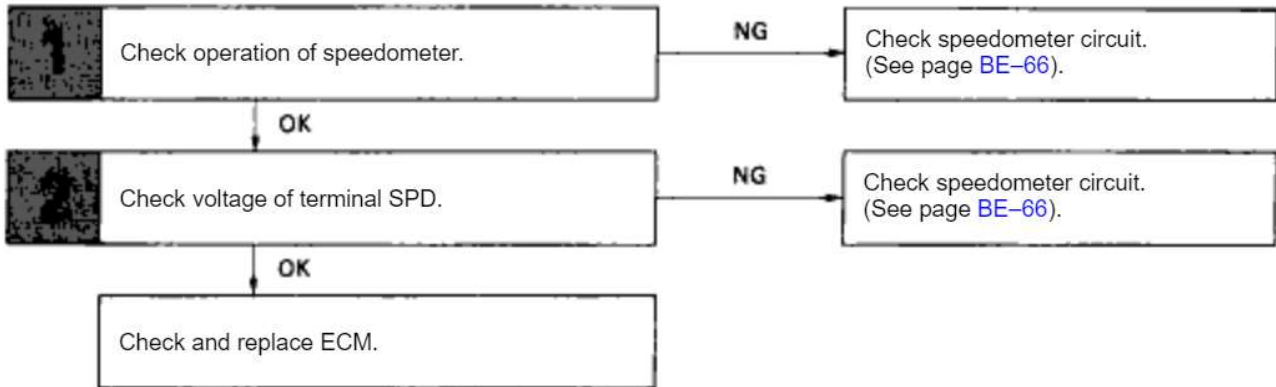 1
Check operation of speedometer.
NG
Check speedometer circuit.
(See page BE–66).
OK
2
Check voltage of terminal SPD.
NG
Check speedometer circuit.
(See page BE–66).
OK
Check and replace ECM.